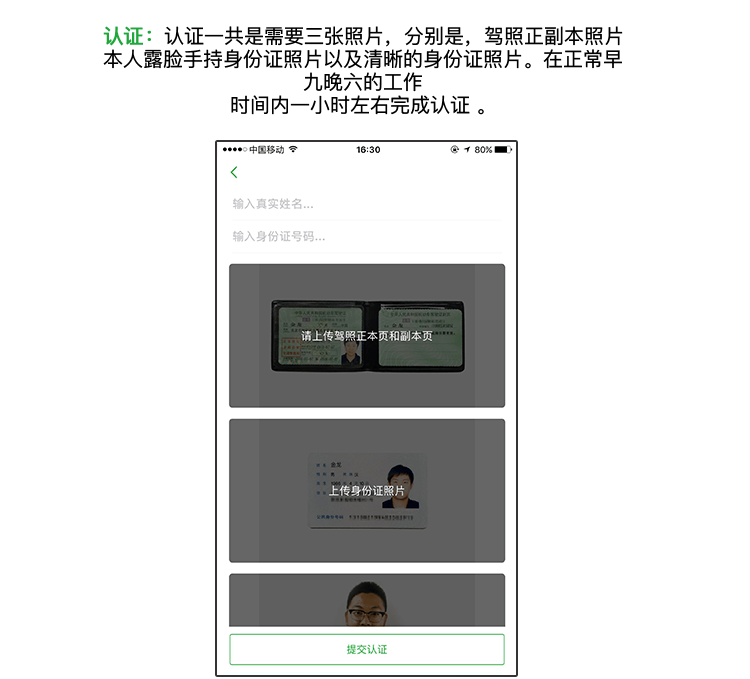 认证：认证一共是需要三张照片，分别是，驾照正副本照片
本人露脸手持身份证照片以及清晰的身份证照片。在正常早
九晚六的工作
时间内一小时左右完成认证 。
中国移动 16:30 80%
输入真实姓名...
输入身份证号码...
请上传驾照正本页和副本页
上传身份证照片
提交认证